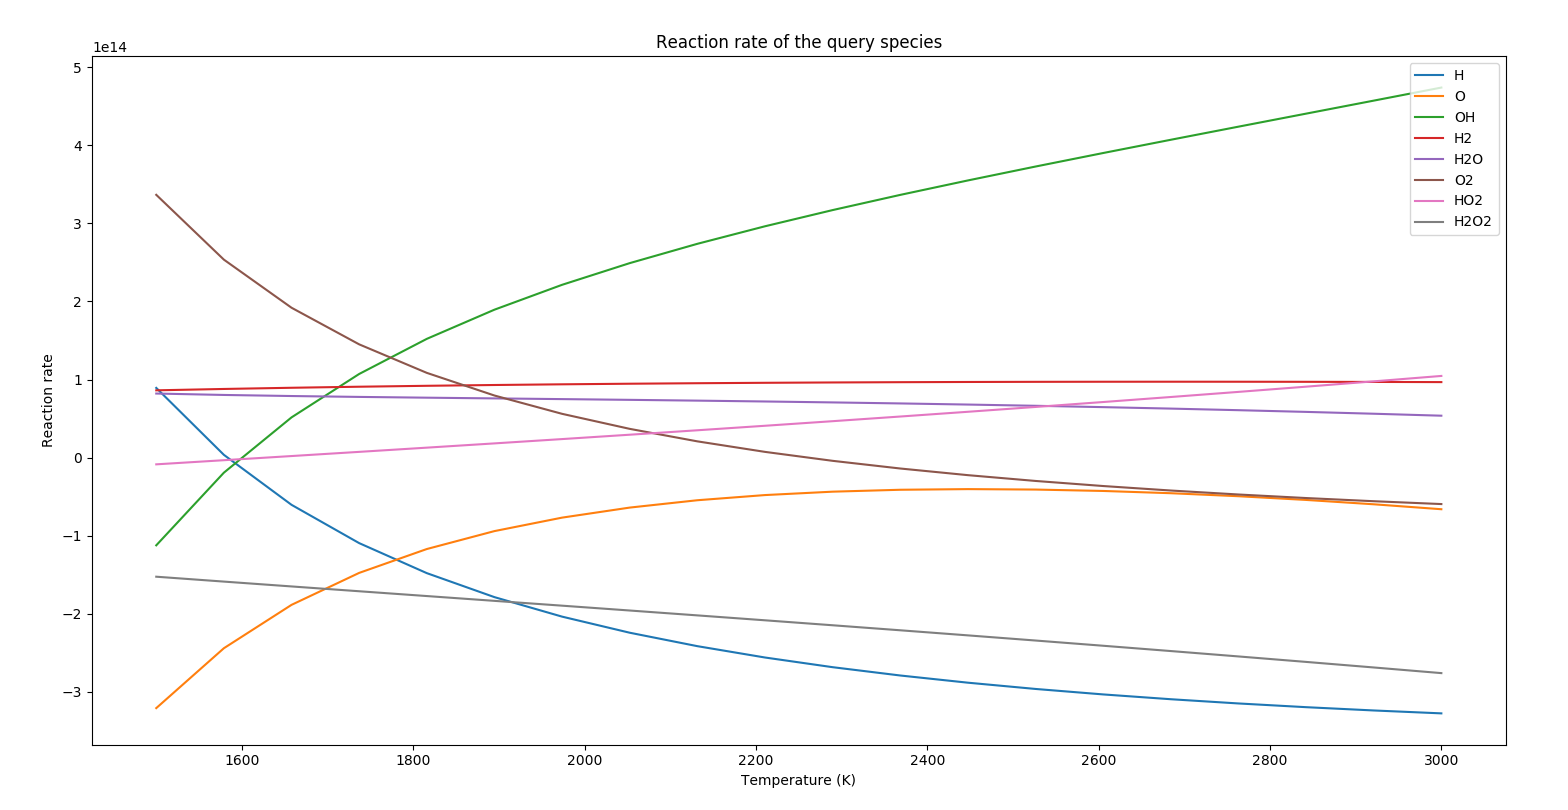 Reaction rate of the query species
1e14
5
4
3
2
1
0
−1
−2
−3
Reaction rate
H
O
OH
H2
H2O
O2
HO2
H2O2
1600
1800
2000
2200
2400
2600
2800
3000
Temperature (K)